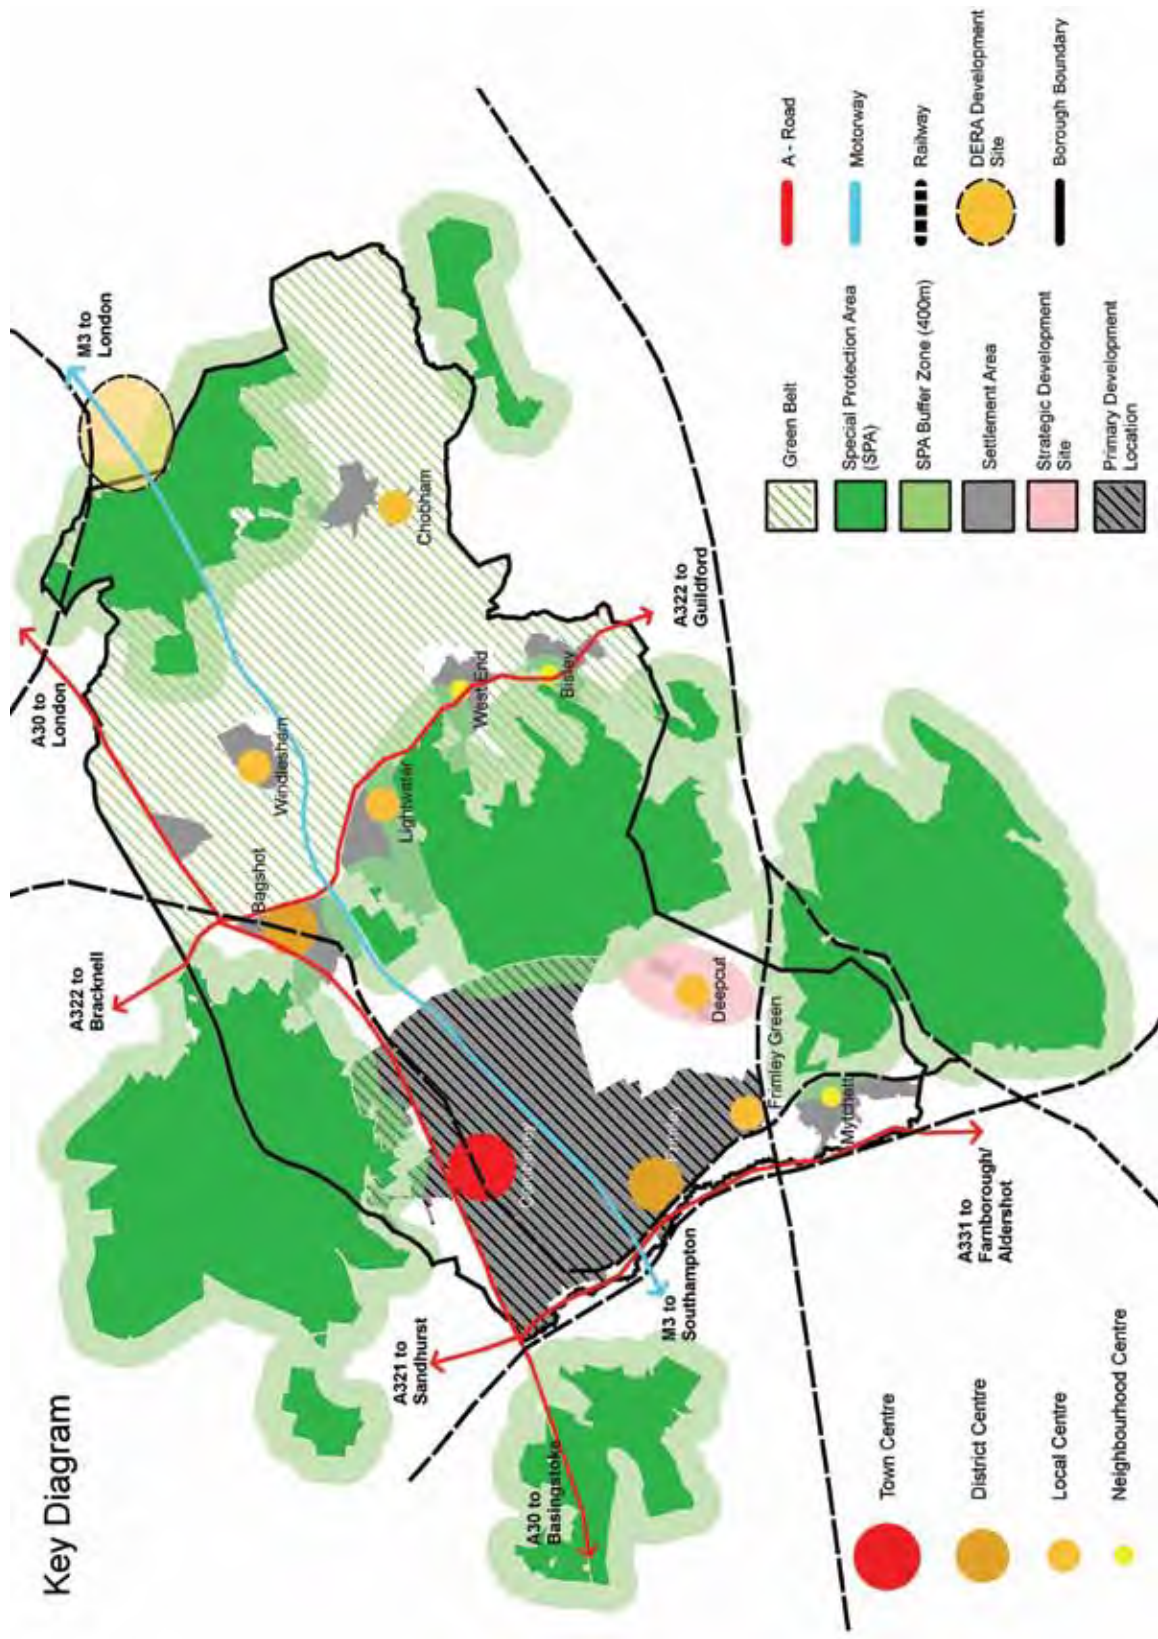 Key Diagram
M3 to
London
A30 to
London
A322 to
Bracknell
A321 to
Sandhurst
A30 to
Basingstoke
M3 to
Southampton
A331 to
Farnborough/
Aldershot
A322 to
Guildford
Chobham
Windlesham
Bagshot
Lightwater
West End
Bisley
Camberley
Frimley
Frimley Green
Deepcut
Mytchett
Town Centre
District Centre
Local Centre
Neighbourhood Centre
Green Belt
Special Protection Area
(SPA)
SPA Buffer Zone (400m)
Settlement Area
Strategic Development
Site
Primary Development
Location
A - Road
Motorway
Railway
DERA Development
Site
Borough Boundary